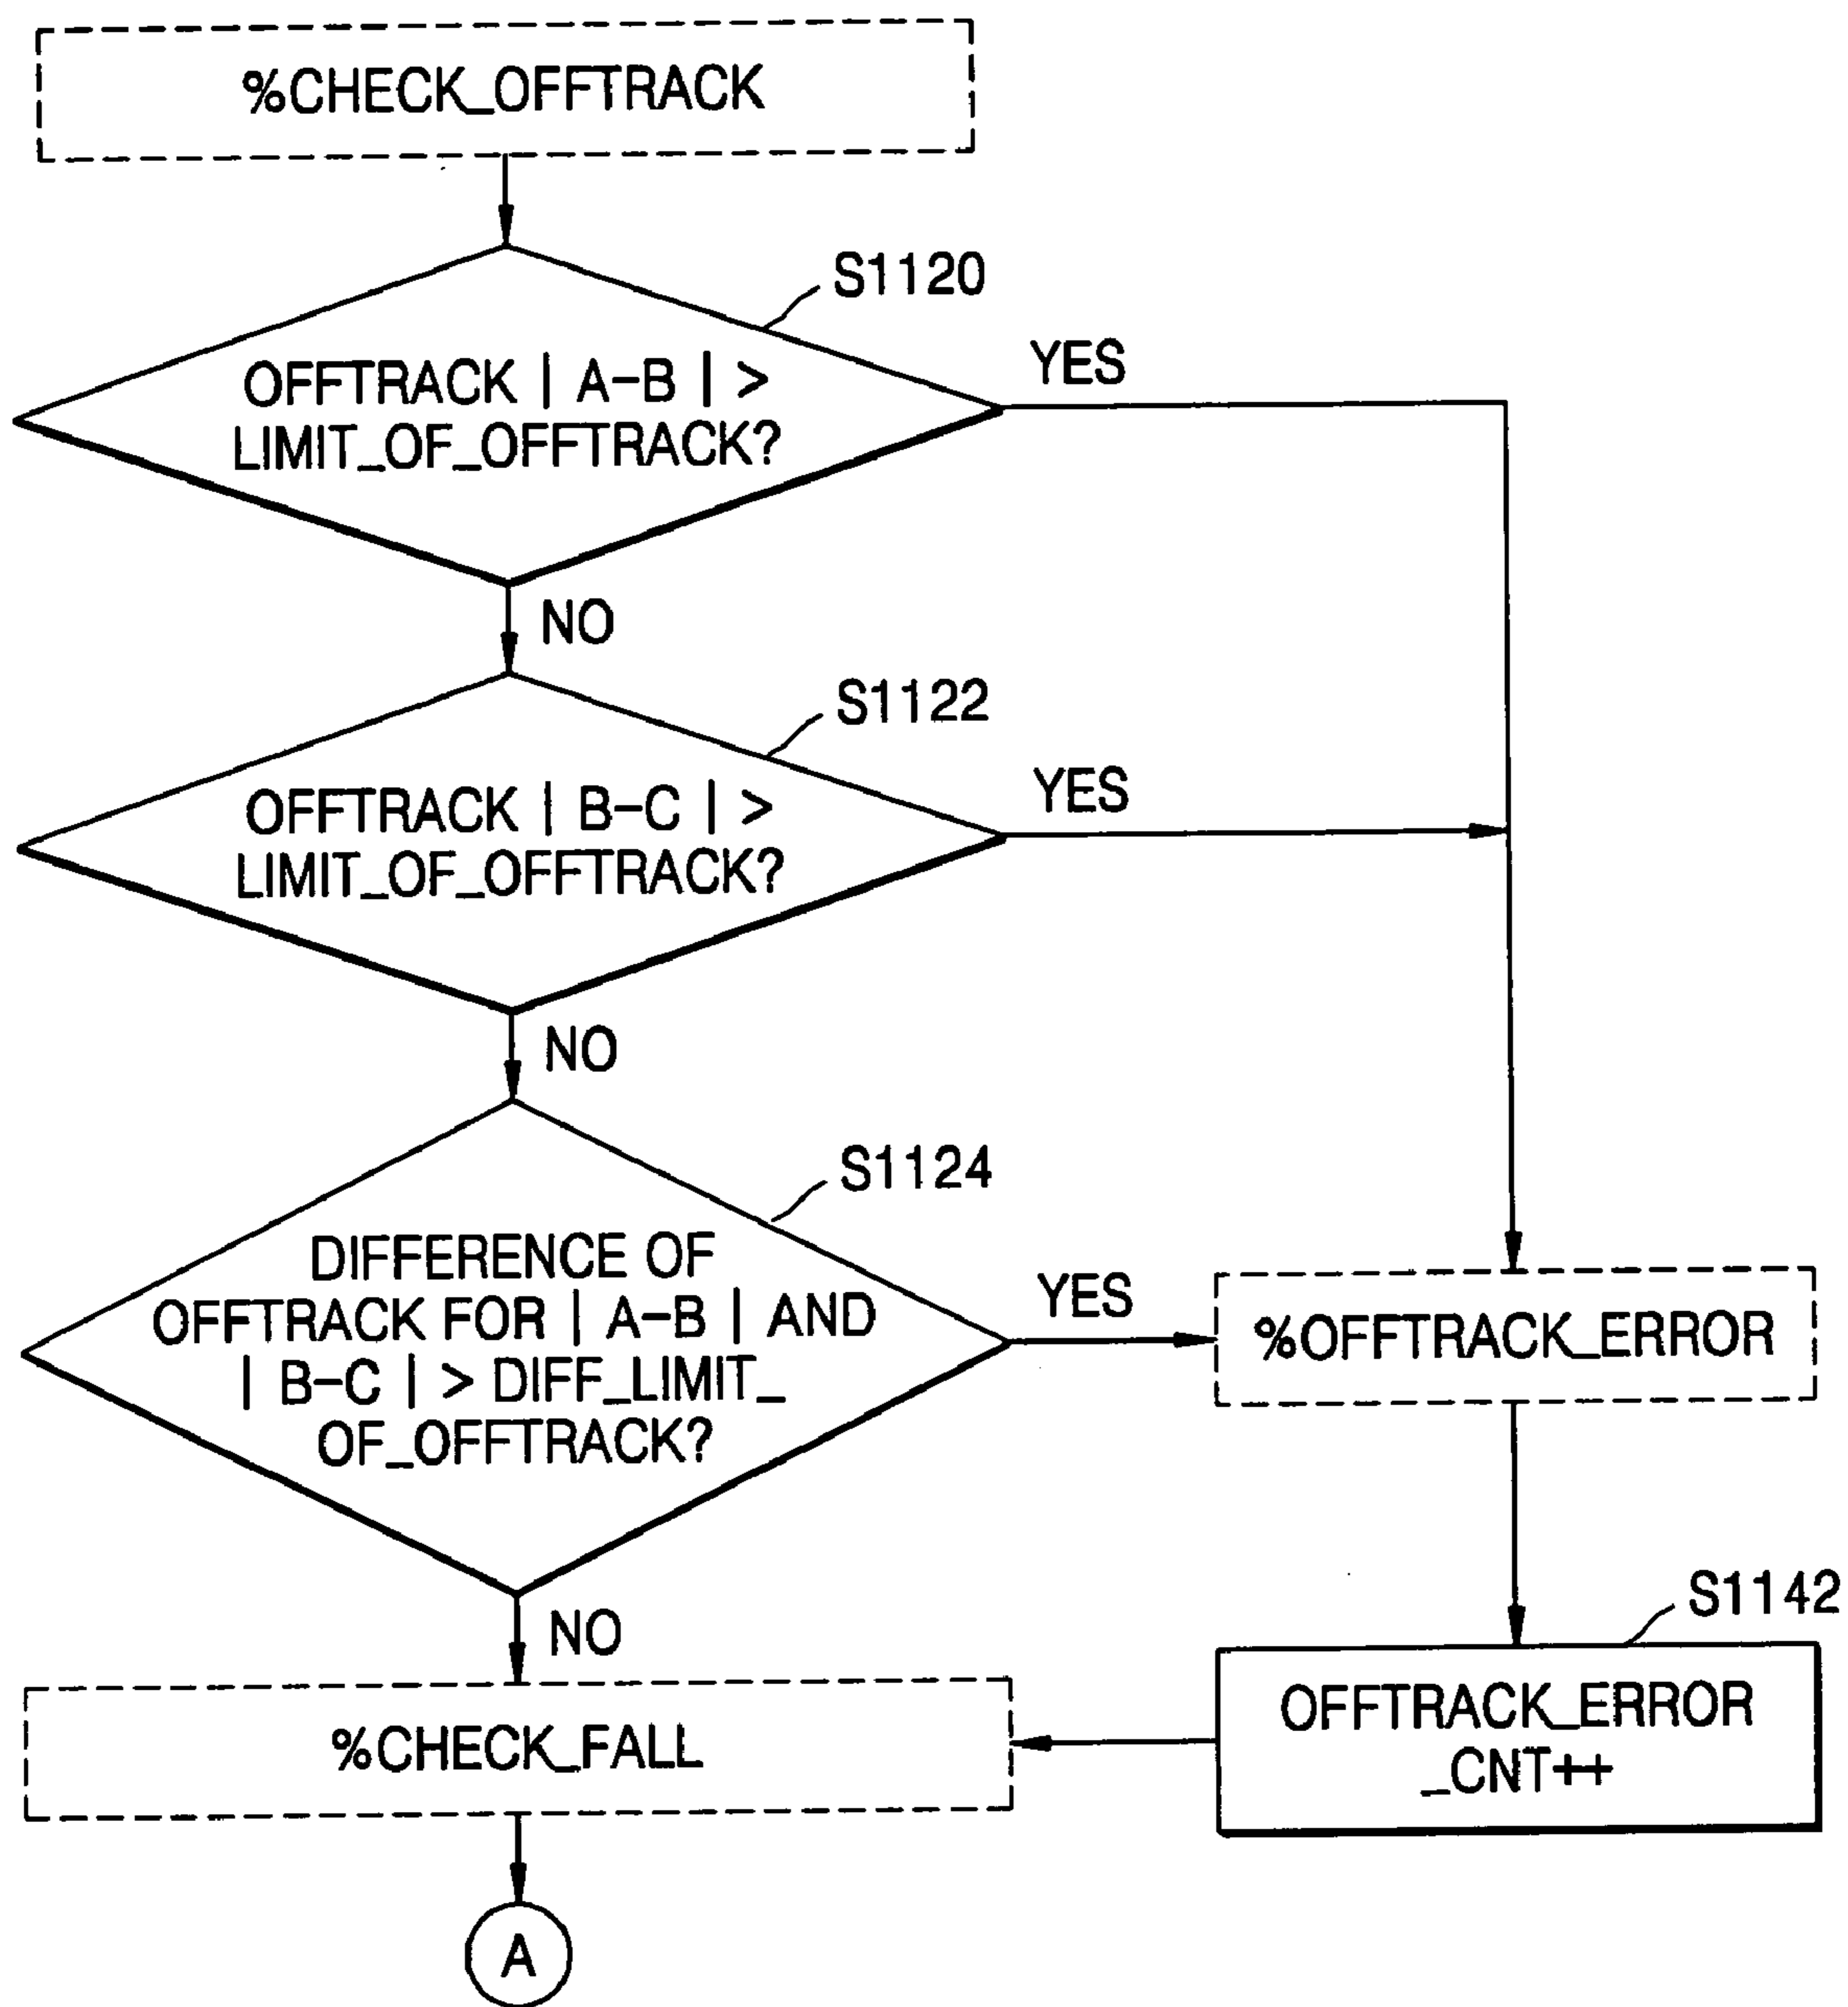 %CHECK_OFFTRACK
S1120
OFFTRACK | A-B | >
LIMIT_OF_OFFTRACK?
YES
NO
S1122
OFFTRACK | B-C | >
LIMIT_OF_OFFTRACK?
YES
NO
S1124
DIFFERENCE OF
OFFTRACK FOR | A-B | AND
| B-C | > DIFF_LIMIT_
OF_OFFTRACK?
YES
%OFFTRACK_ERROR
NO
S1142
OFFTRACK_ERROR
_CNT++
%CHECK_FALL
A